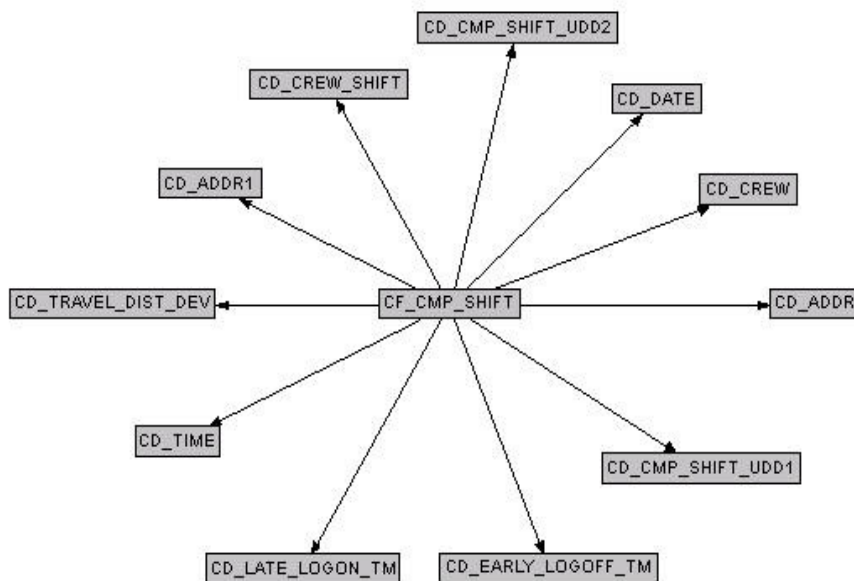 CD_CMP_SHIFT_UDD2
CD_CREW_SHIFT
CD_DATE
CD_ADDR1
CD_CREW
CD_TRAVEL_DIST_DEV
CF_CMP_SHIFT
CD_ADDR
CD_TIME
CD_CMP_SHIFT_UDD1
CD_LATE_LOGON_TM
CD_EARLY_LOGOFF_TM